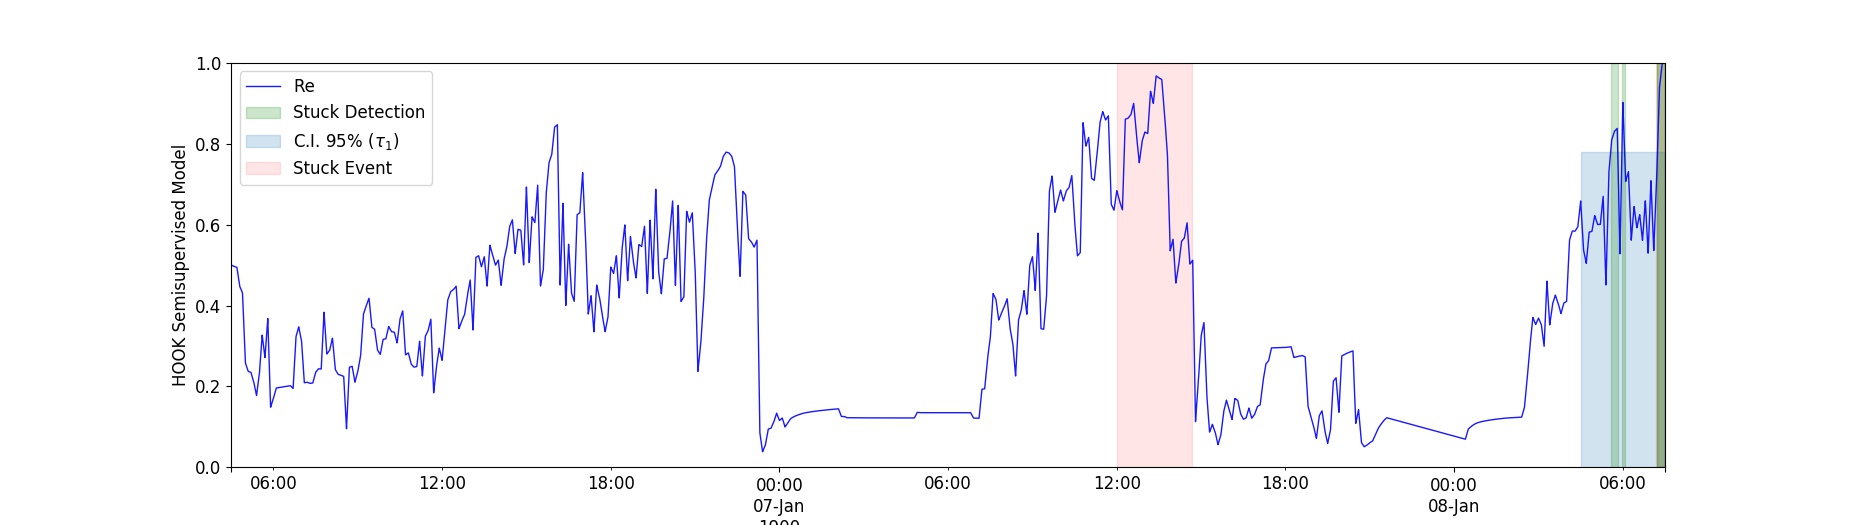 HOOK Semisupervised Model
1.0
0.8
0.6
0.4
0.2
0.0
Re
Stuck Detection
C.I. 95% (τ₁)
Stuck Event
06:00 12:00 18:00 00:00 06:00 12:00 18:00 00:00 06:00
07-Jan 08-Jan
1900